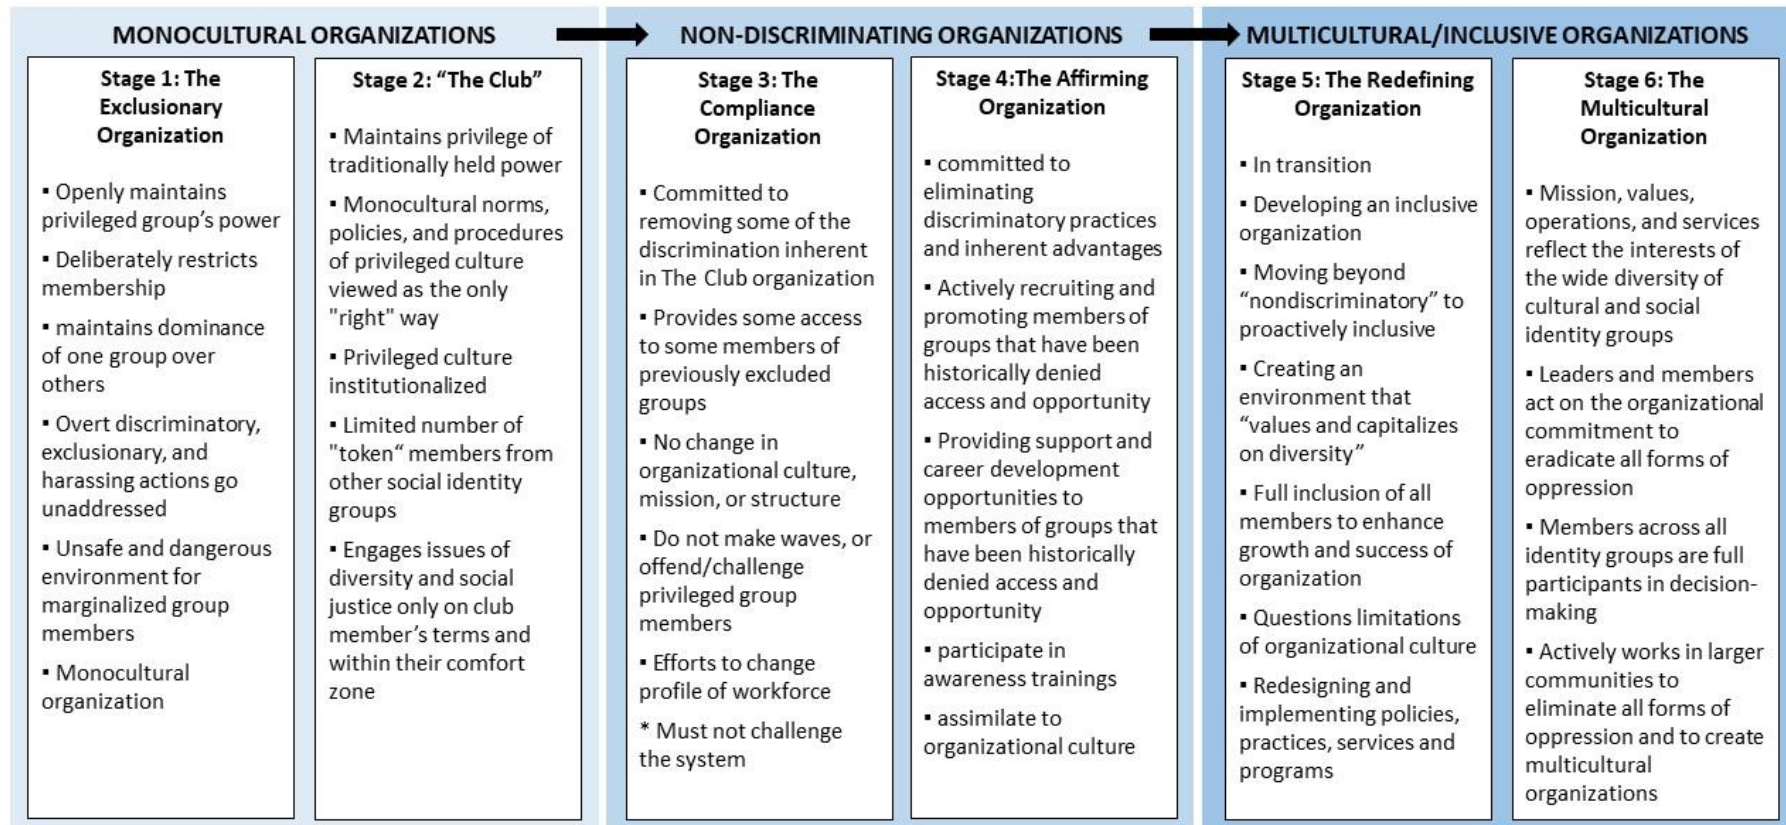 MONOCULTURAL ORGANIZATIONS
NON-DISCRIMINATING ORGANIZATIONS
MULTICULTURAL/INCLUSIVE ORGANIZATIONS
Stage 1: The
Exclusionary
Organization
▪ Openly maintains
privileged group’s power
▪ Deliberately restricts
membership
▪ maintains dominance
of one group over
others
▪ Overt discriminatory,
exclusionary, and
harassing actions go
unaddressed
▪ Unsafe and dangerous
environment for
marginalized group
members
▪ Monocultural
organization
Stage 2: “The Club”
▪ Maintains privilege of
traditionally held power
▪ Monocultural norms,
policies, and procedures
of privileged culture
viewed as the only
"right" way
▪ Privileged culture
institutionalized
▪ Limited number of
"token“ members from
other social identity
groups
▪ Engages issues of
diversity and social
justice only on club
member’s terms and
within their comfort
zone
Stage 3: The
Compliance
Organization
▪ Committed to
removing some of the
discrimination inherent
in The Club organization
▪ Provides some access
to some members of
previously excluded
groups
▪ No change in
organizational culture,
mission, or structure
▪ Do not make waves, or
offend/challenge
privileged group
members
▪ Efforts to change
profile of workforce
* Must not challenge
the system
Stage 4:The Affirming
Organization
▪ committed to
eliminating
discriminatory practices
and inherent advantages
▪ Actively recruiting and
promoting members of
groups that have been
historically denied
access and opportunity
▪ Providing support and
career development
opportunities to
members of groups that
have been historically
denied access and
opportunity
▪ participate in
awareness trainings
▪ assimilate to
organizational culture
Stage 5: The Redefining
Organization
▪ In transition
▪ Developing an inclusive
organization
▪ Moving beyond
“nondiscriminatory” to
proactively inclusive
▪ Creating an
environment that
“values and capitalizes
on diversity”
▪ Full inclusion of all
members to enhance
growth and success of
organization
▪ Questions limitations
of organizational culture
▪ Redesigning and
implementing policies,
practices, services and
programs
Stage 6: The
Multicultural
Organization
▪ Mission, values,
operations, and services
reflect the interests of
the wide diversity of
cultural and social
identity groups
▪ Leaders and members
act on the organizational
commitment to
eradicate all forms of
oppression
▪ Members across all
identity groups are full
participants in decision-
making
▪ Actively works in larger
communities to
eliminate all forms of
oppression and to create
multicultural
organizations